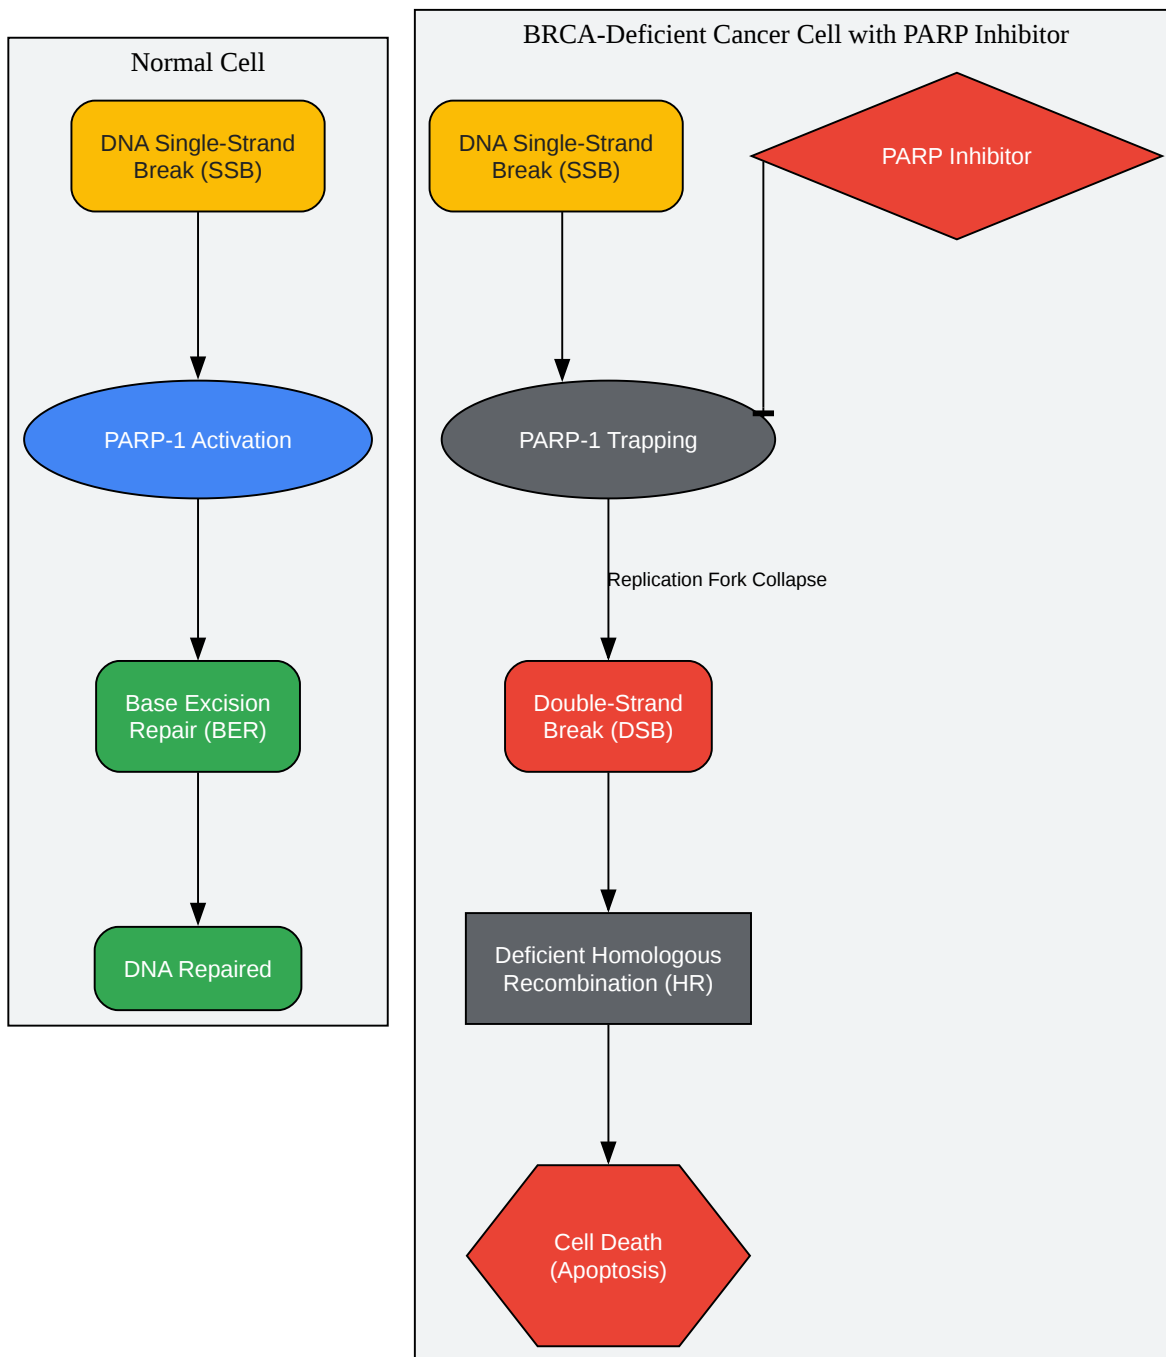 Normal Cell
DNA Single-Strand
Break (SSB)
PARP-1 Activation
Base Excision
Repair (BER)
DNA Repaired
BRCA-Deficient Cancer Cell with PARP Inhibitor
DNA Single-Strand
Break (SSB)
PARP Inhibitor
PARP-1 Trapping
Replication Fork Collapse
Double-Strand
Break (DSB)
Deficient Homologous
Recombination (HR)
Cell Death
(Apoptosis)